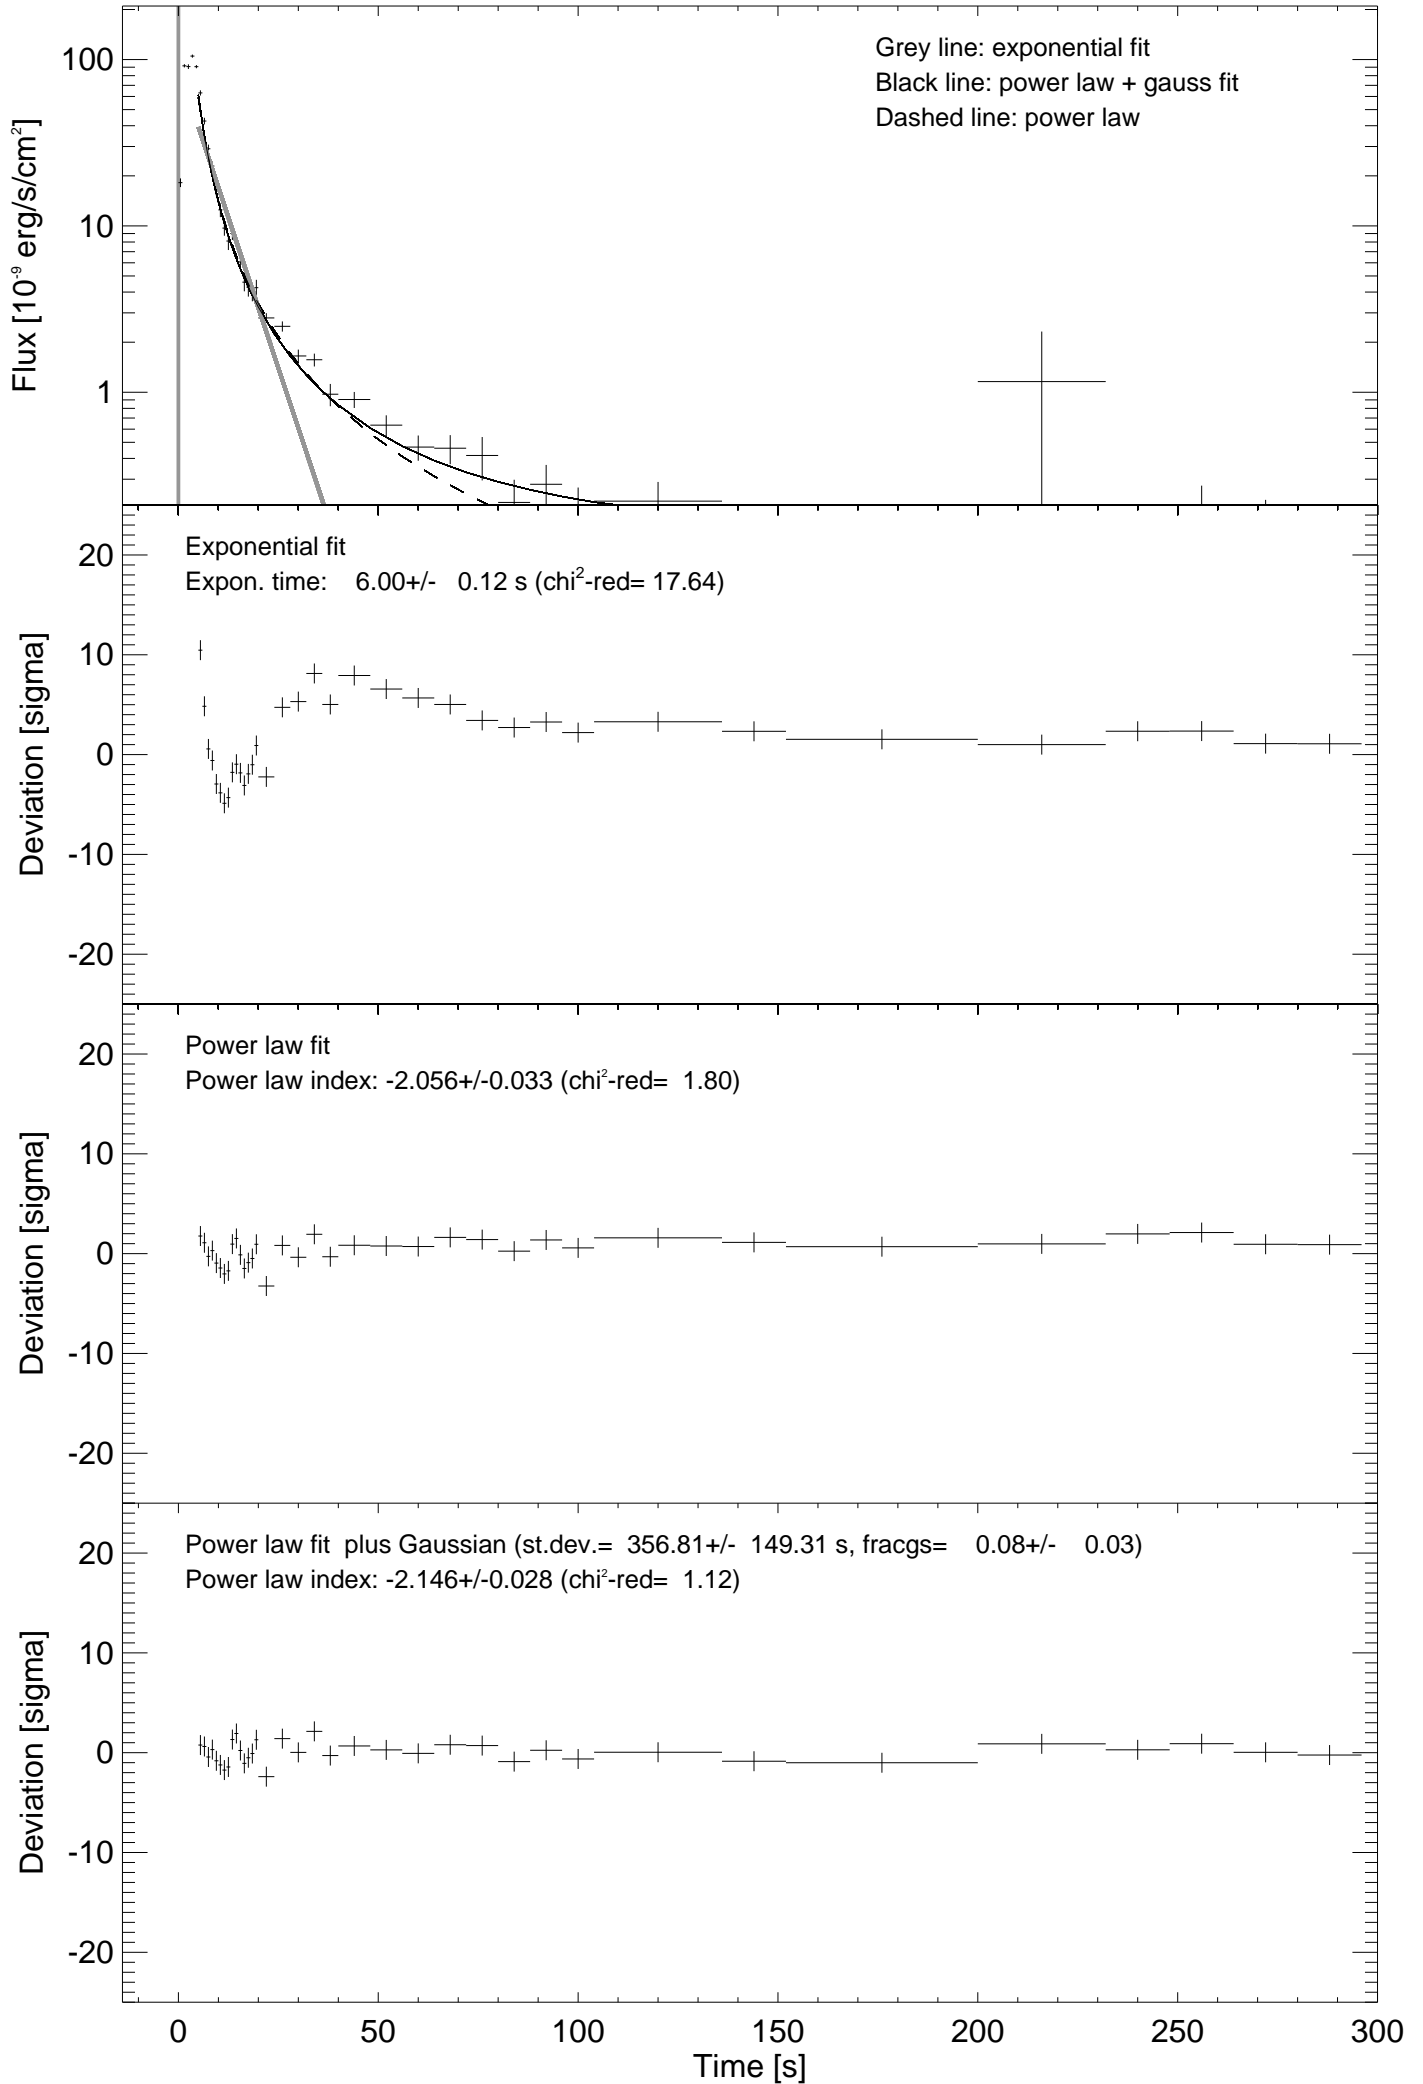 Grey line: exponential fit
Black line: power law + gauss fit
Dashed line: power law
100
10
1
Flux [10⁻⁹ erg/s/cm²]
Exponential fit
Expon. time: 6.00+/- 0.12 s (chi²-red= 17.64)
20
10
0
-10
-20
Deviation [sigma]
Power law fit
Power law index: -2.056+/-0.033 (chi²-red= 1.80)
20
10
0
-10
-20
Deviation [sigma]
Power law fit plus Gaussian (st.dev.= 356.81+/- 149.31 s, fracgs= 0.08+/- 0.03)
Power law index: -2.146+/-0.028 (chi²-red= 1.12)
20
10
0
-10
-20
Deviation [sigma]
0 50 100 150 200 250 300
Time [s]